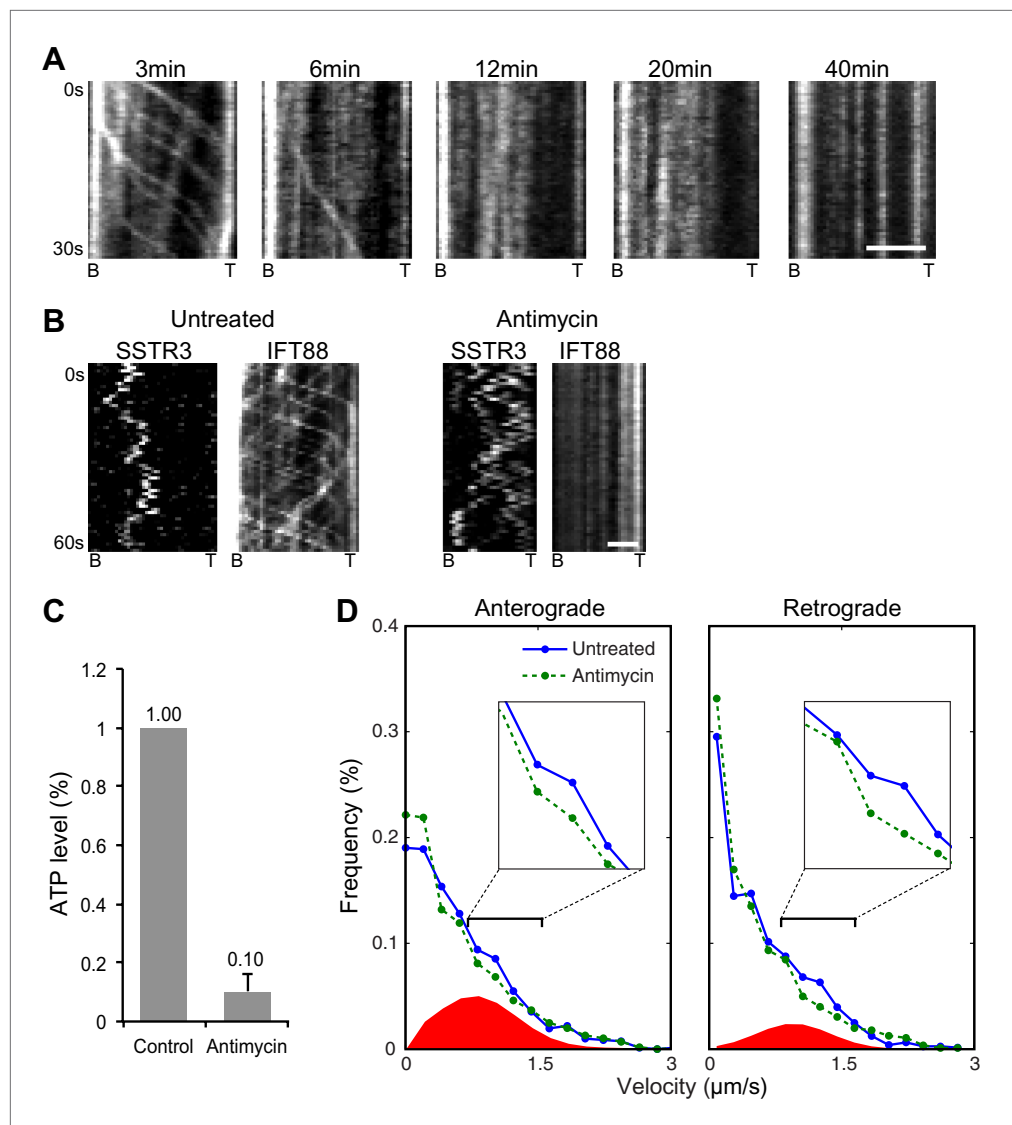 A
3min 6min 12min 20min 40min
0s
30s
B T B T B T B T B T
B
Untreated Antimycin
SSTR3 IFT88 SSTR3 IFT88
0s
60s
B T B T B T B T
C
ATP level (%)
1.2
1
0.8
0.6
0.4
0.2
0
1.00
0.10
Control Antimycin
D
Anterograde Retrograde
Frequency (%)
0.4
0.3
0.2
0.1
0
Untreated
Antimycin
0 1.5 3 0 1.5 3
Velocity (µm/s)